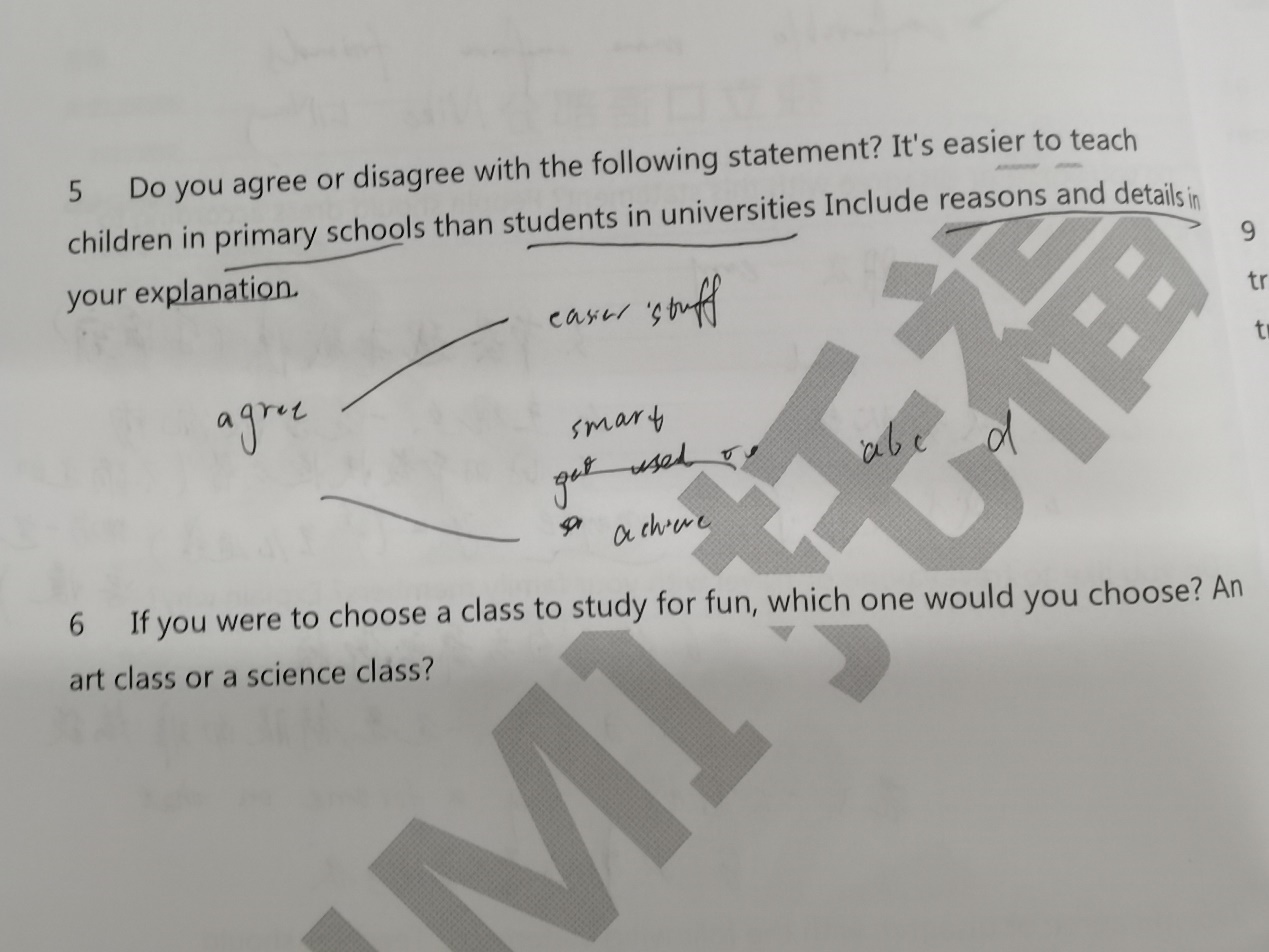 5 Do you agree or disagree with the following statement? It's easier to teach
children in primary schools than students in universities Include reasons and details in
your explanation.
easier stuff
agree
smart
get used
abc d
achieve
6 If you were to choose a class to study for fun, which one would you choose? An
art class or a science class?
9
tr
MI 托福